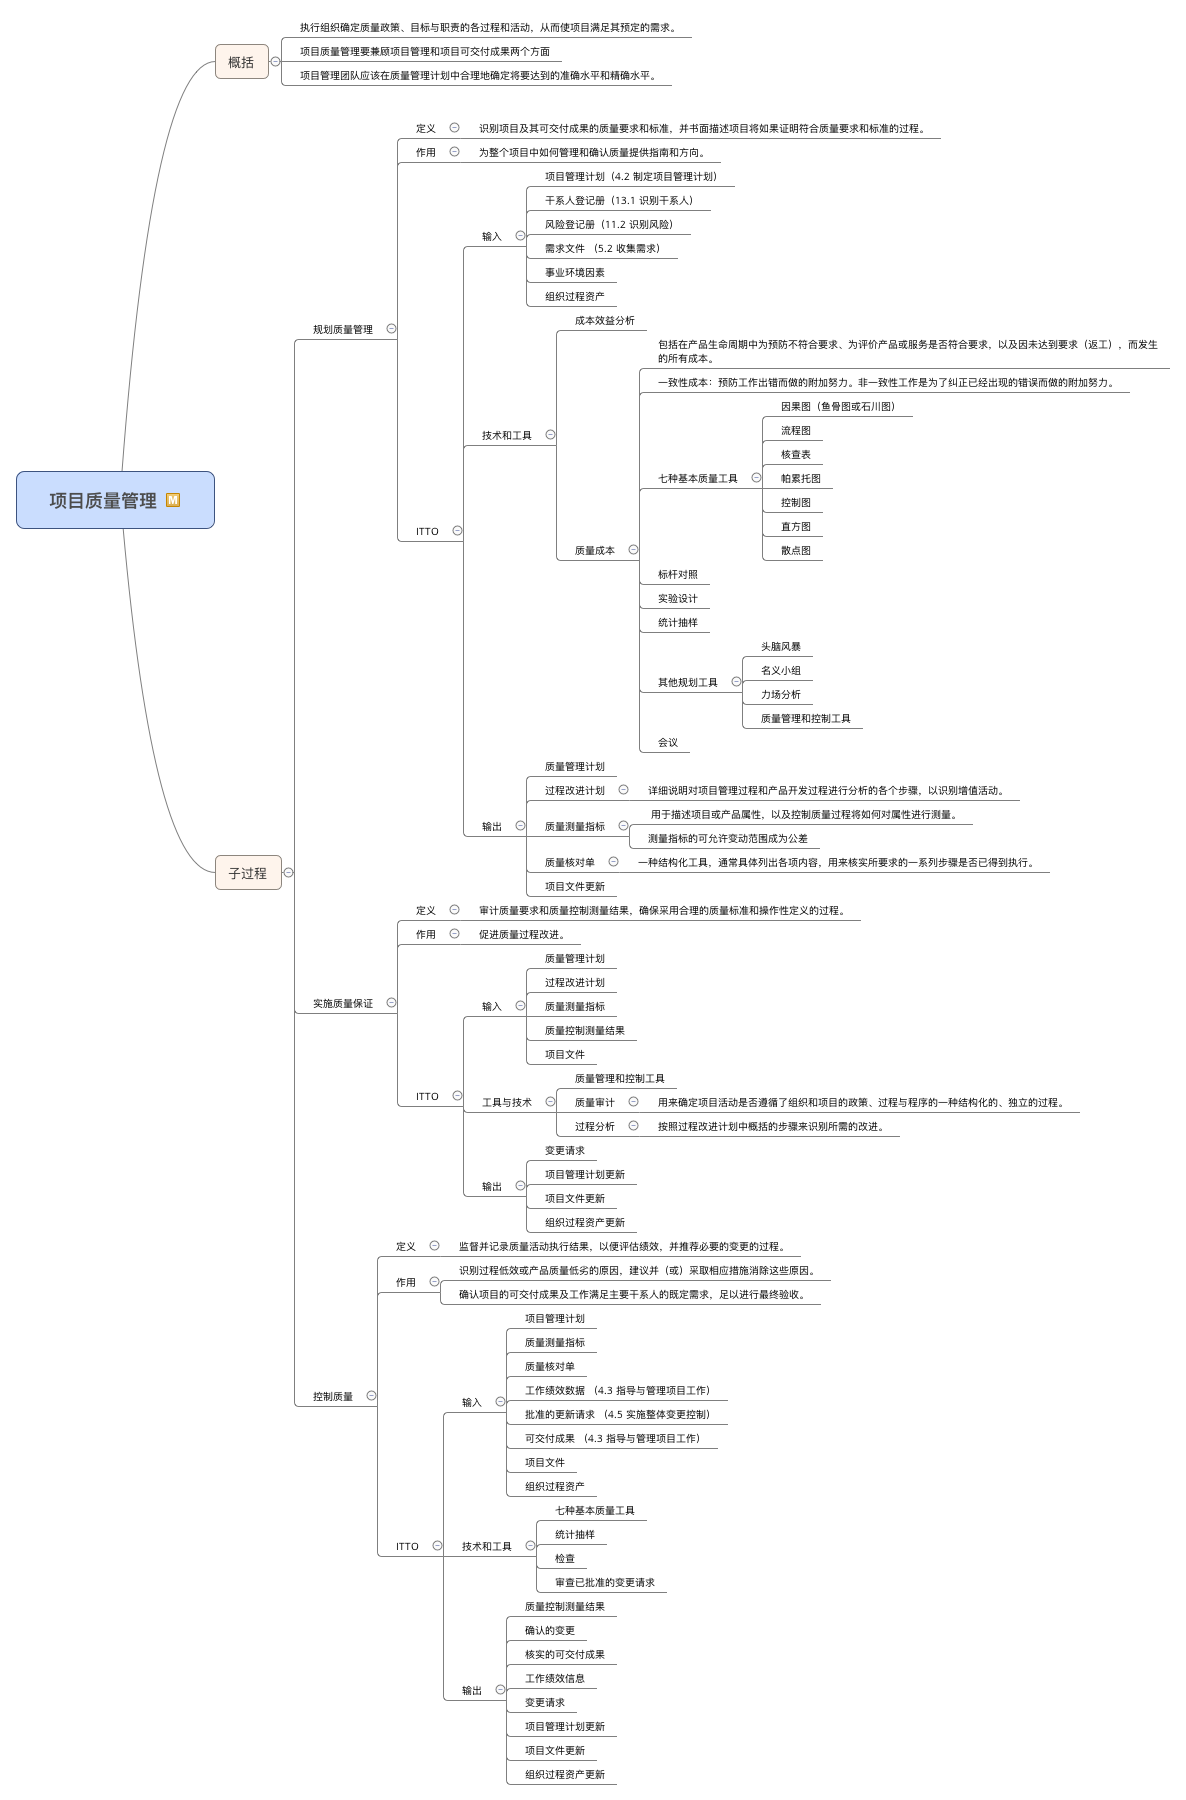 执行组织确定质量政策、目标与职责的各过程和活动，从而使项目满足其预定的需求。
概括
项目质量管理要兼顾项目管理和项目可交付成果两个方面
项目管理团队应该在质量管理计划中合理地确定将要达到的准确水平和精确水平。
定义
识别项目及其可交付成果的质量要求和标准，并书面描述项目将如果证明符合质量要求和标准的过程。
作用
为整个项目中如何管理和确认质量提供指南和方向。
项目管理计划（4.2 制定项目管理计划）
干系人登记册（13.1 识别干系人）
风险登记册（11.2 识别风险）
输入
需求文件 （5.2 收集需求）
事业环境因素
组织过程资产
成本效益分析
规划质量管理
包括在产品生命周期中为预防不符合要求、为评价产品或服务是否符合要求，以及因未达到要求（返工），而发生
的所有成本。
一致性成本：预防工作出错而做的附加努力。非一致性工作是为了纠正已经出现的错误而做的附加努力。
因果图（鱼骨图或石川图）
流程图
技术和工具
核查表
七种基本质量工具
帕累托图
项目质量管理 M
控制图
直方图
ITTO
质量成本
散点图
标杆对照
实验设计
统计抽样
头脑风暴
名义小组
其他规划工具
力场分析
质量管理和控制工具
会议
质量管理计划
过程改进计划
详细说明对项目管理过程和产品开发过程进行分析的各个步骤，以识别增值活动。
输出
质量测量指标
用于描述项目或产品属性，以及控制质量过程将如何对属性进行测量。
测量指标的可允许变动范围成为公差
质量核对单
一种结构化工具，通常具体列出各项内容，用来核实所要求的一系列步骤是否已得到执行。
子过程
项目文件更新
定义
审计质量要求和质量控制测量结果，确保采用合理的质量标准和操作性定义的过程。
作用
促进质量过程改进。
质量管理计划
过程改进计划
实施质量保证
输入
质量测量指标
质量控制测量结果
项目文件
质量管理和控制工具
ITTO
工具与技术
质量审计
用来确定项目活动是否遵循了组织和项目的政策、过程与程序的一种结构化的、独立的过程。
过程分析
按照过程改进计划中概括的步骤来识别所需的改进。
变更请求
项目管理计划更新
输出
项目文件更新
组织过程资产更新
定义
监督并记录质量活动执行结果，以便评估绩效，并推荐必要的变更的过程。
作用
识别过程低效或产品质量低劣的原因，建议并（或）采取相应措施消除这些原因。
确认项目的可交付成果及工作满足主要干系人的既定需求，足以进行最终验收。
项目管理计划
质量测量指标
质量核对单
控制质量
输入
工作绩效数据 （4.3 指导与管理项目工作）
批准的更新请求 （4.5 实施整体变更控制）
可交付成果 （4.3 指导与管理项目工作）
项目文件
组织过程资产
七种基本质量工具
统计抽样
ITTO
技术和工具
检查
审查已批准的变更请求
质量控制测量结果
确认的变更
核实的可交付成果
工作绩效信息
输出
变更请求
项目管理计划更新
项目文件更新
组织过程资产更新